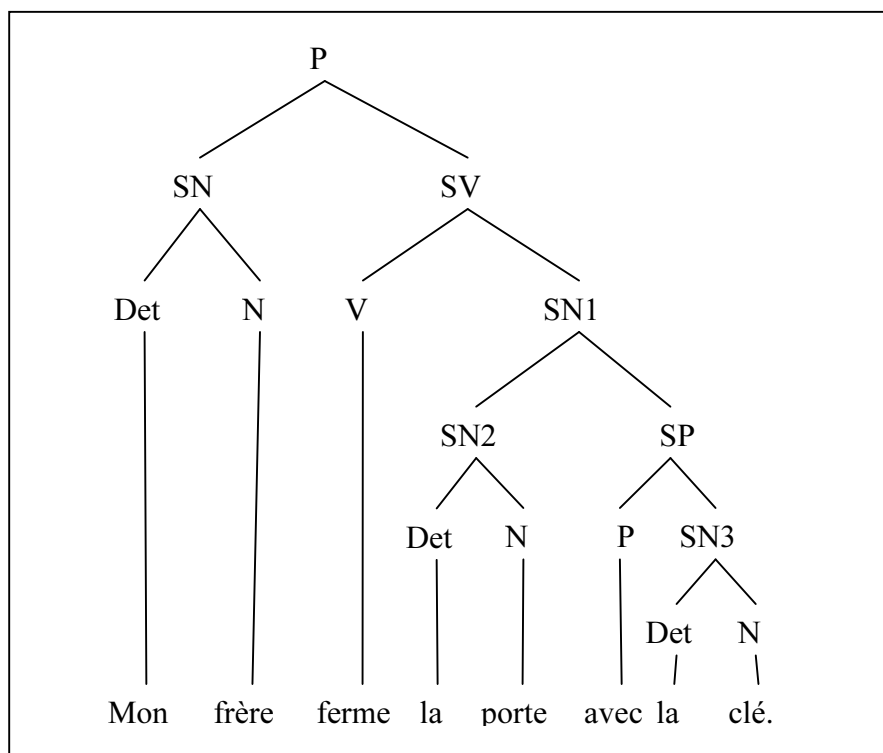 P
SN SV
Det N V SN1
SN2 SP
Det N P SN3
Det N
Mon frère ferme la porte avec la clé.